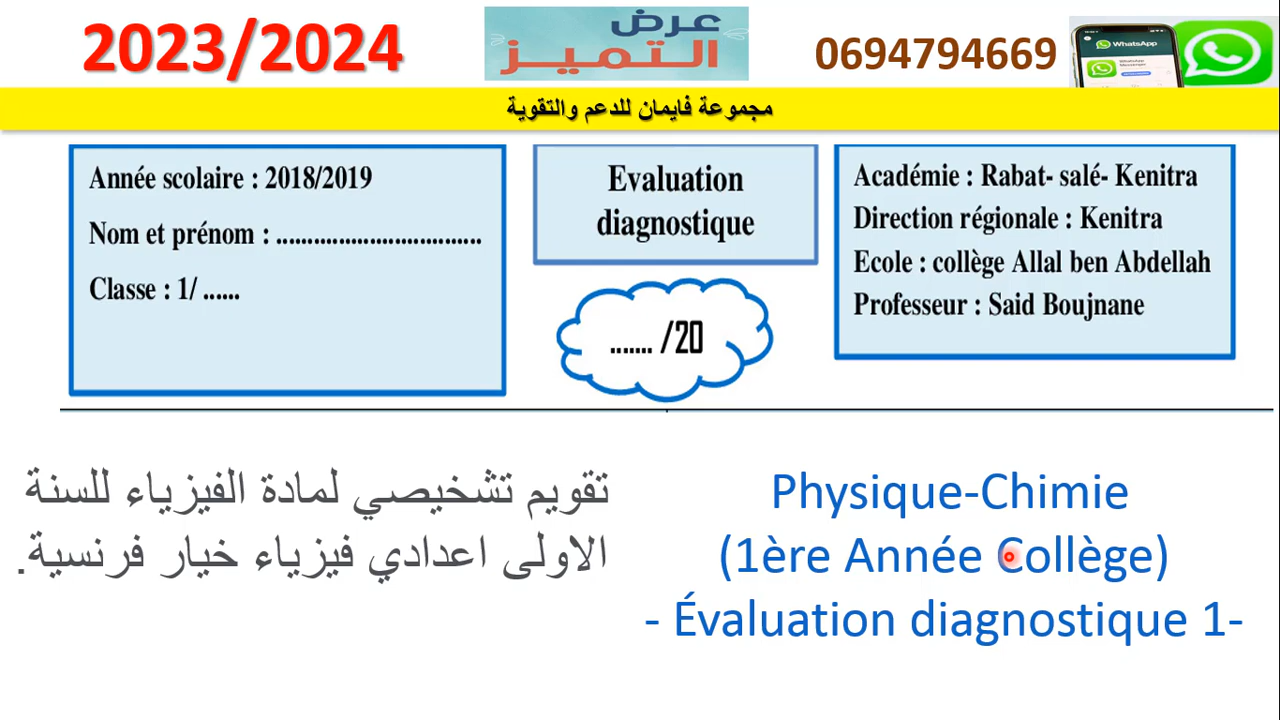 2023/2024
عرض
التميز
0694794669
WhatsApp
مجموعة فايمان للدعم والتقوية
Année scolaire : 2018/2019
Nom et prénom : .................................
Classe : 1/ ......
Evaluation
diagnostique
....... /20
Académie : Rabat- salé- Kenitra
Direction régionale : Kenitra
Ecole : collège Allal ben Abdellah
Professeur : Said Boujnane
تقويم تشخيصي لمادة الفيزياء للسنة
الاولى اعدادي فيزياء خيار فرنسية.
Physique-Chimie
(1ère Année Collège)
- Évaluation diagnostique 1-